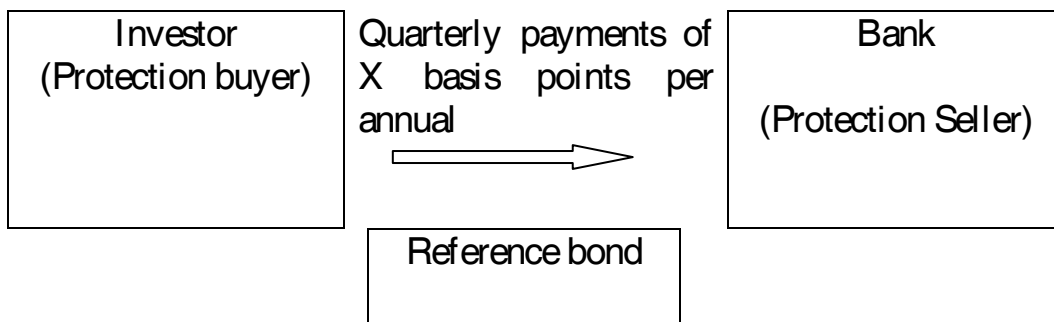 Investor
(Protection buyer)
Quarterly payments of
X basis points per
annual
Bank
(Protection Seller)
Reference bond